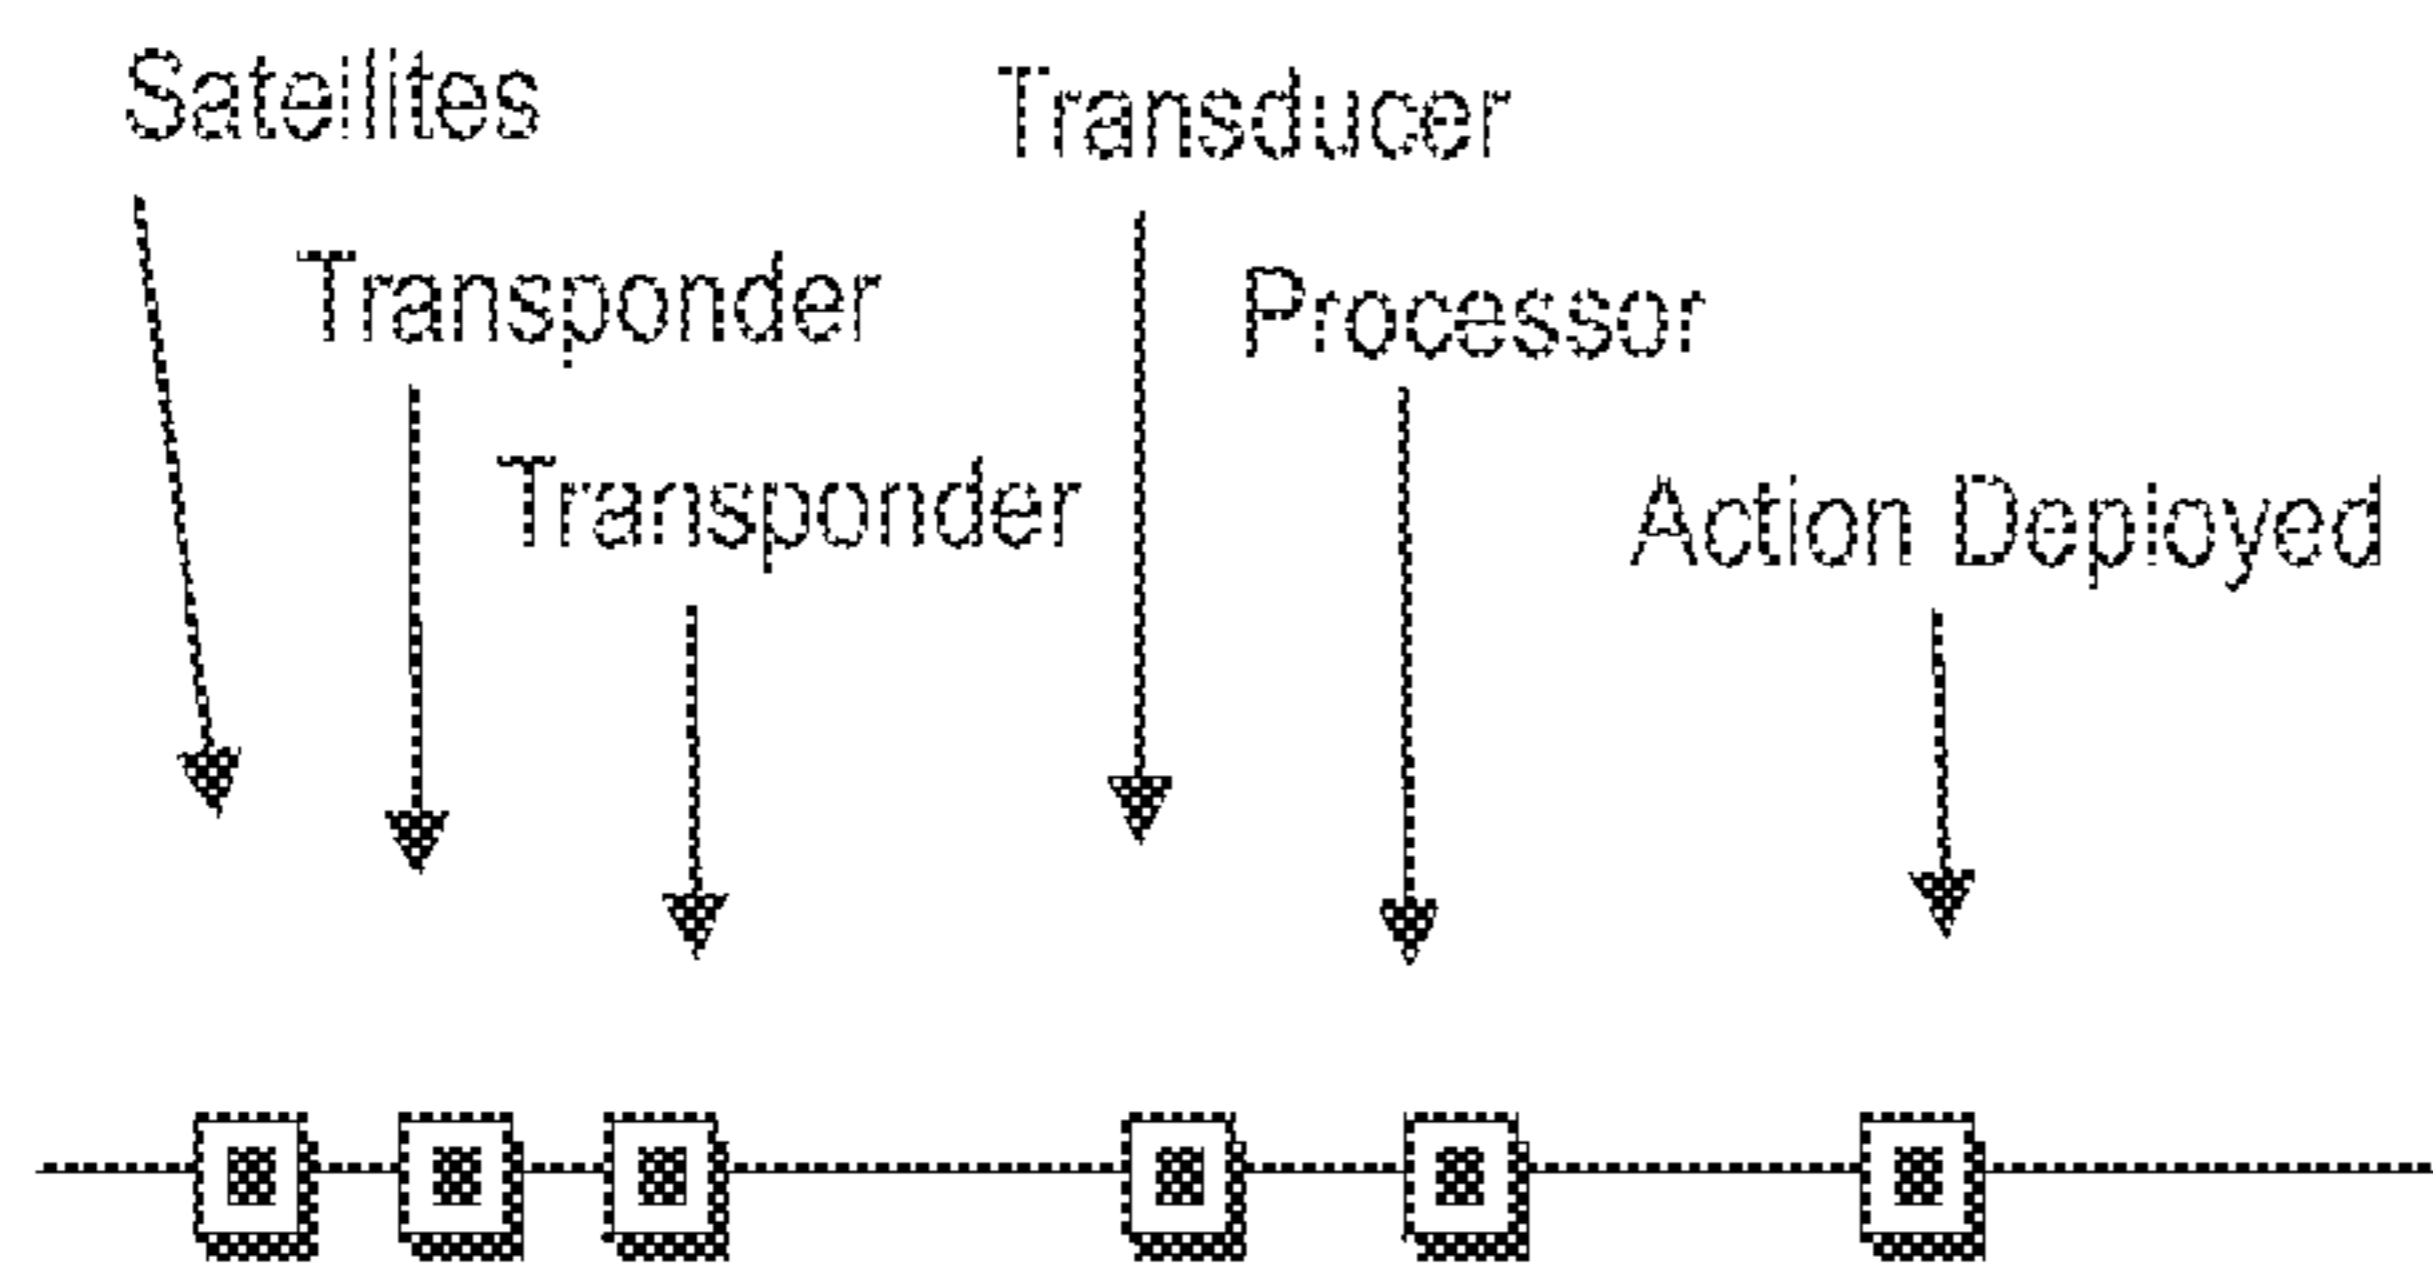 Satellites
Transducer
Transponder
Processor
Transponder
Action Deployed